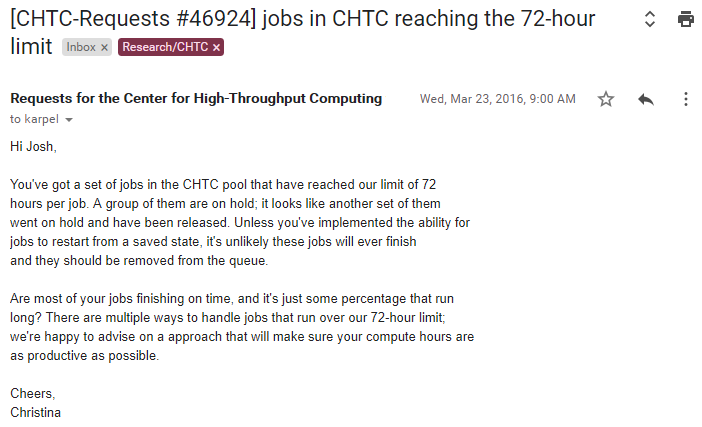 [CHTC-Requests #46924] jobs in CHTC reaching the 72-hour
limit Inbox × Research/CHTC ×
Requests for the Center for High-Throughput Computing Wed, Mar 23, 2016, 9:00 AM
to karpel
Hi Josh,
You've got a set of jobs in the CHTC pool that have reached our limit of 72
hours per job. A group of them are on hold; it looks like another set of them
went on hold and have been released. Unless you've implemented the ability for
jobs to restart from a saved state, it's unlikely these jobs will ever finish
and they should be removed from the queue.
Are most of your jobs finishing on time, and it's just some percentage that run
long? There are multiple ways to handle jobs that run over our 72-hour limit;
we're happy to advise on a approach that will make sure your compute hours are
as productive as possible.
Cheers,
Christina